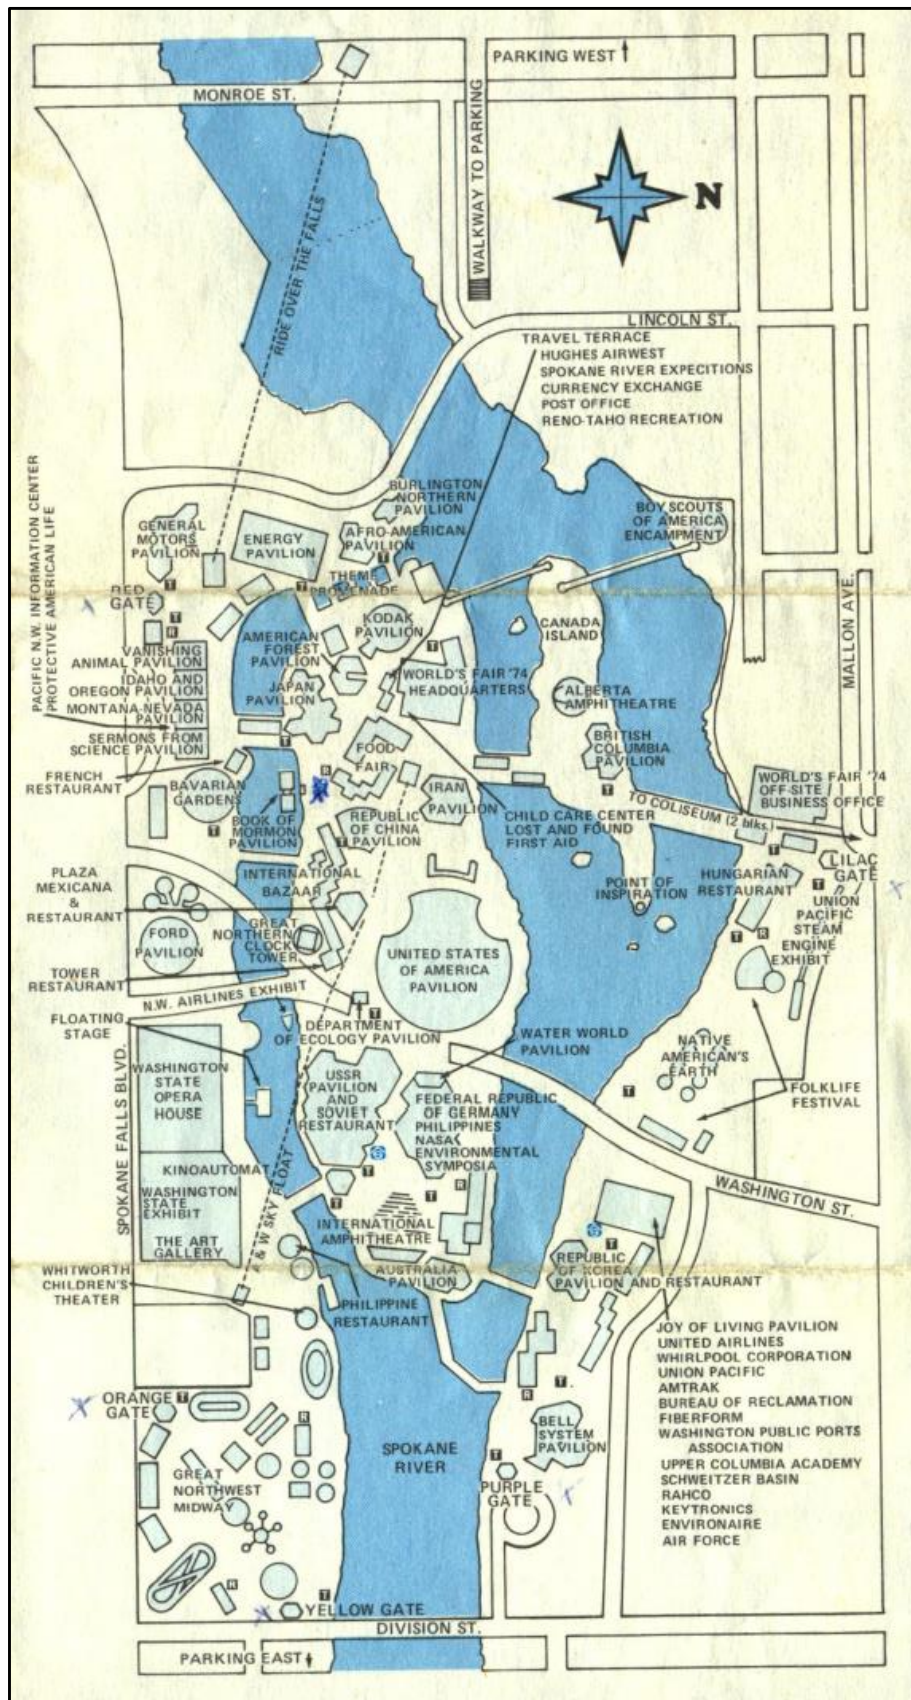 PARKING WEST
MONROE ST.
WALKWAY TO PARKING
N
RIDE OVER THE FALLS
LINCOLN ST.
TRAVEL TERRACE
HUGHES AIRWEST
SPOKANE RIVER EXPECITIONS
CURRENCY EXCHANGE
POST OFFICE
RENO-TAHO RECREATION
PACIFIC N.W. INFORMATION CENTER
PROTECTIVE AMERICAN LIFE
BURLINGTON
NORTHERN
PAVILION
BOY SCOUTS
OF AMERICA
ENCAMPMENT
GENERAL
MOTORS
PAVILION
ENERGY
PAVILION
AFRO-AMERICAN
PAVILION
T
T
T
THEME
PROMENADE
RED
GATE
MALLON AVE.
KODAK
PAVILION
CANADA
ISLAND
T
R
AMERICAN
FOREST
PAVILION
VANISHING
ANIMAL PAVILION
IDAHO AND
OREGON PAVILION
MONTANA-NEVADA
PAVILION
SERMONS FROM
SCIENCE PAVILION
WORLD'S FAIR '74
HEADQUARTERS
JAPAN
PAVILION
ALBERTA
AMPHITHEATRE
BRITISH
COLUMBIA
PAVILION
T
FOOD
FAIR
FRENCH
RESTAURANT
R
BAVARIAN
GARDENS
IRAN
PAVILION
T
WORLD'S FAIR '74
OFF-SITE
BUSINESS OFFICE
TO COLISEUM (2 blks.)
BOOK OF
MORMON
PAVILION
T
REPUBLIC
OF CHINA
PAVILION
T
CHILD CARE CENTER
LOST AND FOUND
FIRST AID
T
LILAC
GATE
T
PLAZA
MEXICANA
&
RESTAURANT
INTERNATIONAL
BAZAAR
POINT OF
INSPIRATION
HUNGARIAN
RESTAURANT
UNION
PACIFIC
STEAM
ENGINE
EXHIBIT
FORD
PAVILION
GREAT
NORTHERN
CLOCK
TOWER
T
R
UNITED STATES
OF AMERICA
PAVILION
TOWER
RESTAURANT
N.W. AIRLINES EXHIBIT
FLOATING
STAGE
T
DEPARTMENT
OF ECOLOGY PAVILION
WATER WORLD
PAVILION
NATIVE
AMERICAN'S
EARTH
SPOKANE FALLS BLVD.
WASHINGTON
STATE
OPERA
HOUSE
USSR
PAVILION
AND
SOVIET
RESTAURANT
FEDERAL REPUBLIC
OF GERMANY
PHILIPPINES
NASA
ENVIRONMENTAL
SYMPOSIA
T
FOLKLIFE
FESTIVAL
KINOAUTOMAT
T
R
T
T
WASHINGTON ST.
WASHINGTON
STATE
EXHIBIT
THE ART
GALLERY
A & W SKY FLOAT
INTERNATIONAL
AMPHITHEATRE
T
WHITWORTH
CHILDREN'S
THEATER
AUSTRALIA
PAVILION
REPUBLIC
OF KOREA
PAVILION AND RESTAURANT
PHILIPPINE
RESTAURANT
JOY OF LIVING PAVILION
UNITED AIRLINES
WHIRLPOOL CORPORATION
UNION PACIFIC
AMTRAK
BUREAU OF RECLAMATION
FIBERFORM
WASHINGTON PUBLIC PORTS
ASSOCIATION
UPPER COLUMBIA ACADEMY
SCHWEITZER BASIN
RAHCO
KEYTRONICS
ENVIRONAIRE
AIR FORCE
ORANGE
GATE
T
T.
R
R
BELL
SYSTEM
PAVILION
SPOKANE
RIVER
T
GREAT
NORTHWEST
MIDWAY
PURPLE
GATE
R
T
YELLOW GATE
DIVISION ST.
PARKING EAST